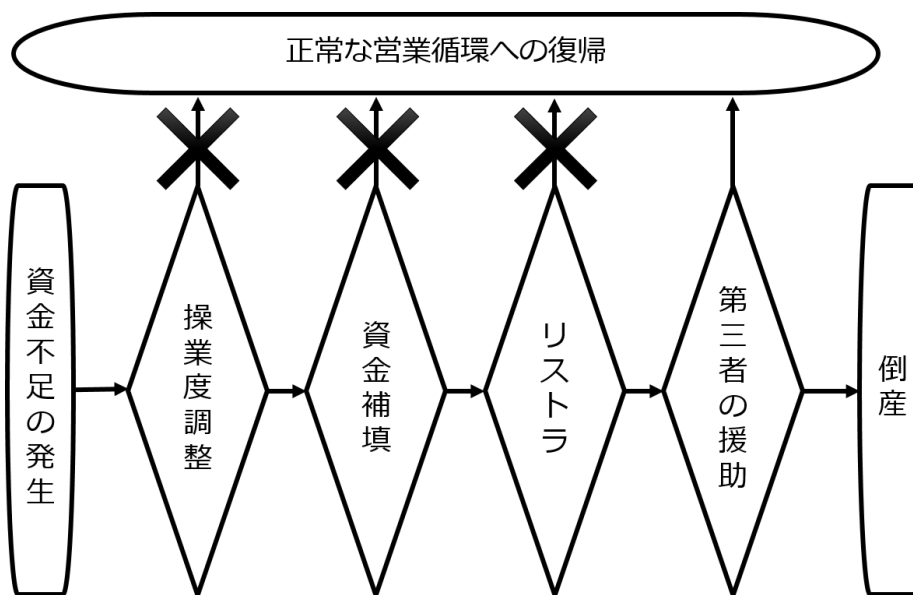 正常な営業循環への復帰
資金不足の発生
操業度調整
資金補填
リストラ
第三者の援助
倒産